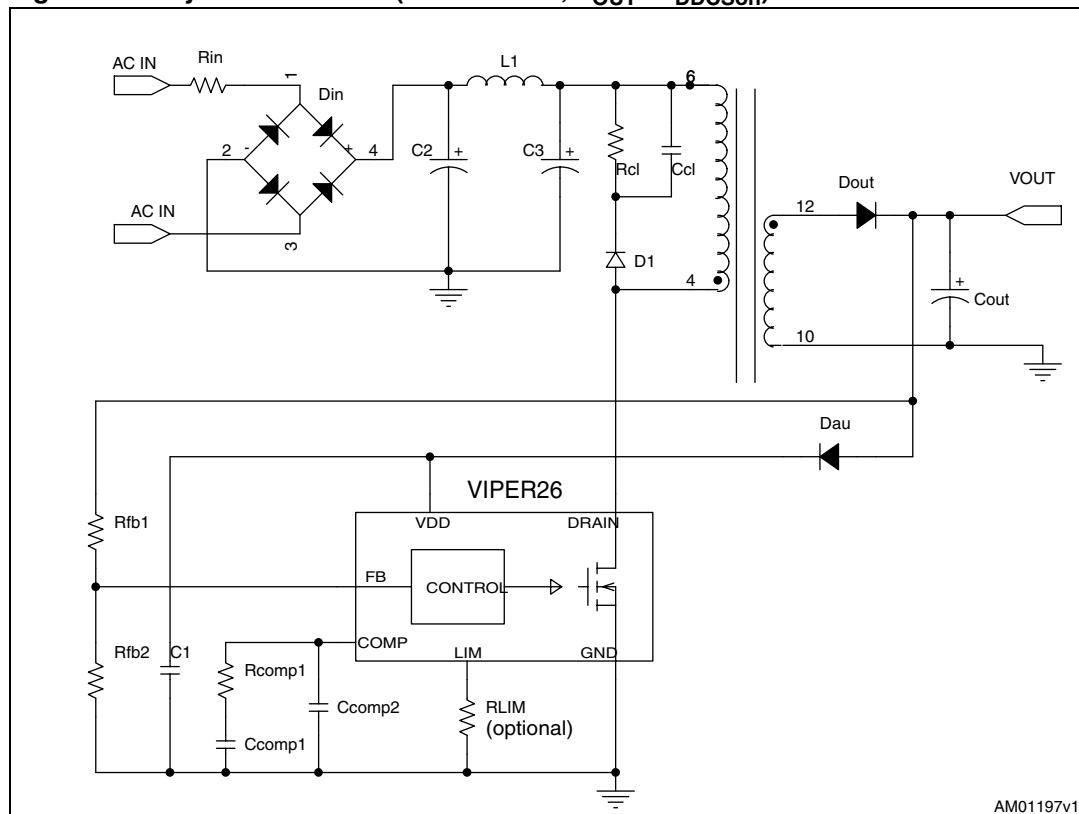 AC IN
Rin
L1
1
6
Din
2
-
+
4
C2
+
C3
+
Rcl
Ccl
Dout
VOUT
12
AC IN
3
D1
4
+
Cout
10
Dau
VIPER26
VDD
DRAIN
Rfb1
FB
CONTROL
COMP
LIM
GND
Rfb2
C1
Rcomp1
Ccomp2
RLIM
(optional)
Ccomp1
AM01197v1